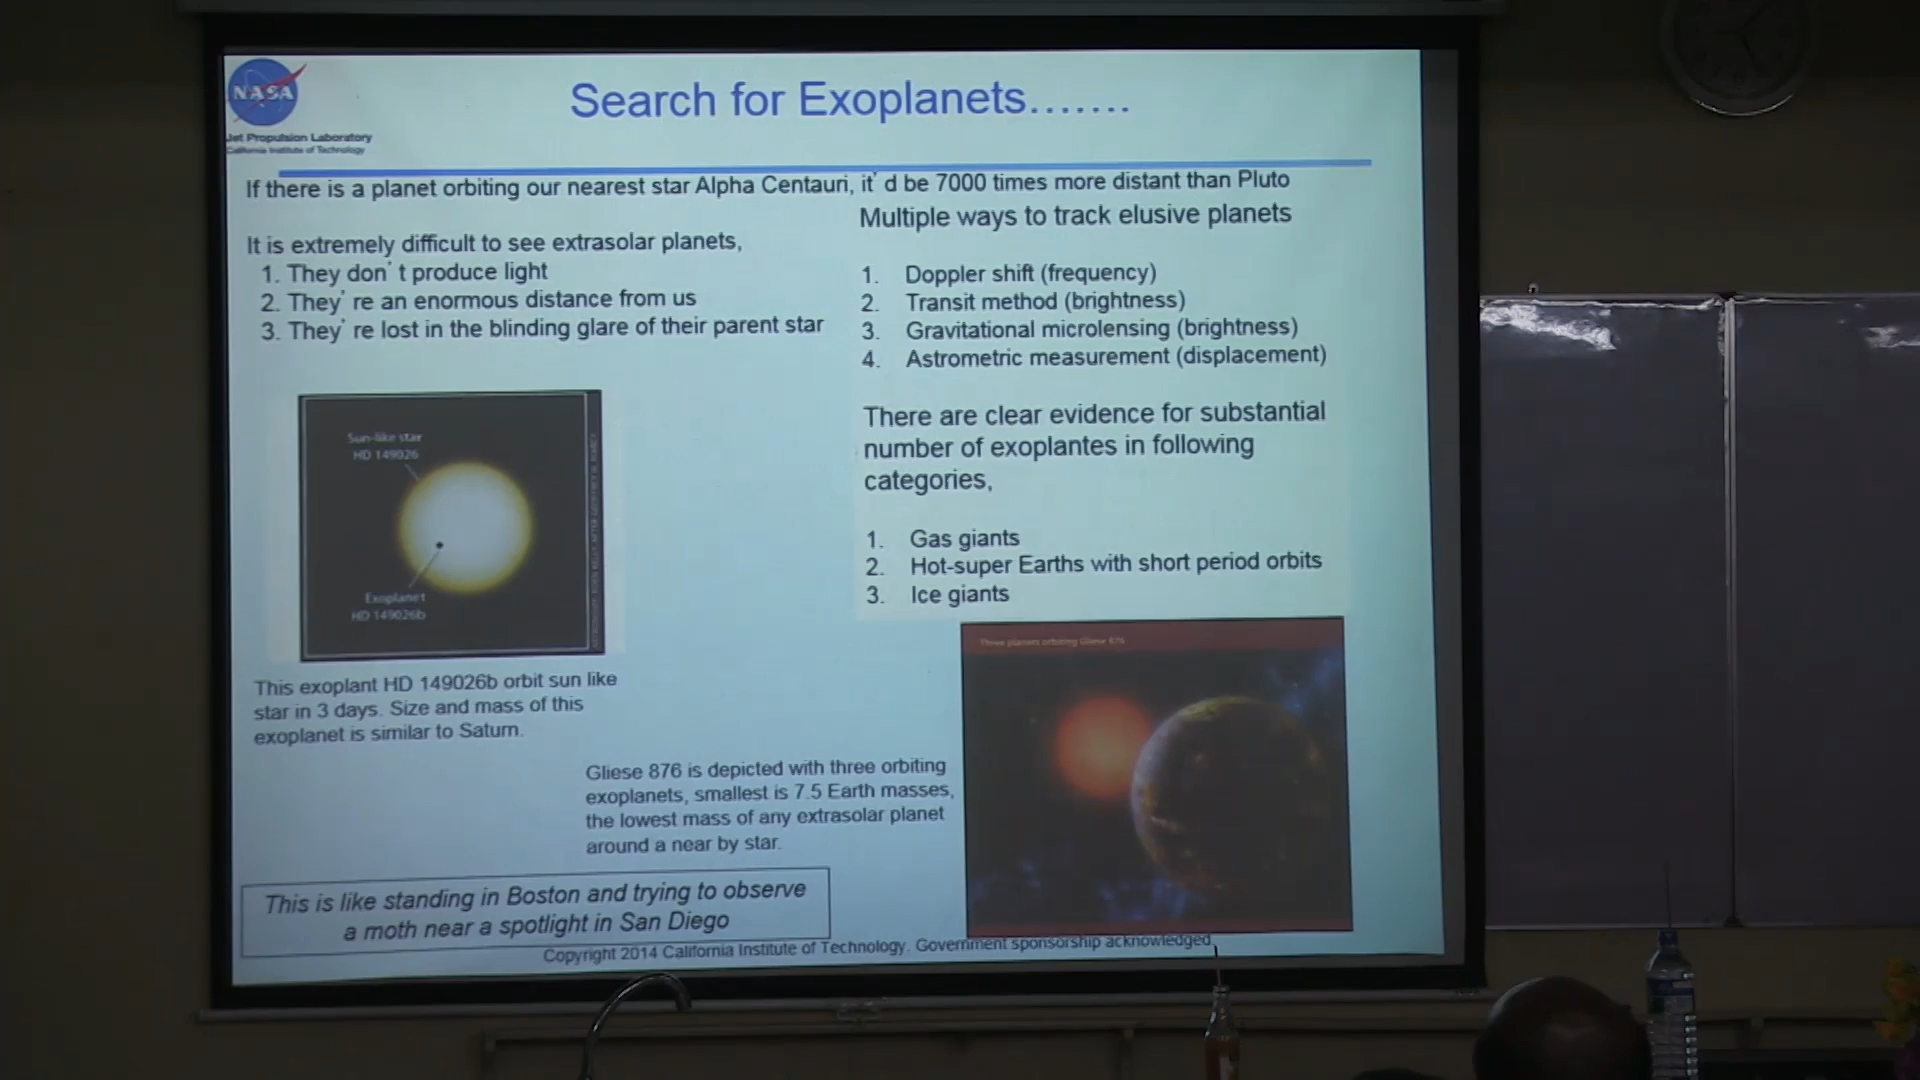 NASA
Jet Propulsion Laboratory
California Institute of Technology
Search for Exoplanets.......
If there is a planet orbiting our nearest star Alpha Centauri, it'd be 7000 times more distant than Pluto
It is extremely difficult to see extrasolar planets,
1. They don't produce light
2. They're an enormous distance from us
3. They're lost in the blinding glare of their parent star
Multiple ways to track elusive planets
1. Doppler shift (frequency)
2. Transit method (brightness)
3. Gravitational microlensing (brightness)
4. Astrometric measurement (displacement)
There are clear evidence for substantial
number of exoplantes in following
categories,
1. Gas giants
2. Hot-super Earths with short period orbits
3. Ice giants
Sun-like star
HD 149026
Exoplanet
HD 149026b
This exoplant HD 149026b orbit sun like
star in 3 days. Size and mass of this
exoplanet is similar to Saturn.
Three planets orbiting Gliese 876
Gliese 876 is depicted with three orbiting
exoplanets, smallest is 7.5 Earth masses,
the lowest mass of any extrasolar planet
around a near by star.
This is like standing in Boston and trying to observe
a moth near a spotlight in San Diego
Copyright 2014 California Institute of Technology. Government sponsorship acknowledged.